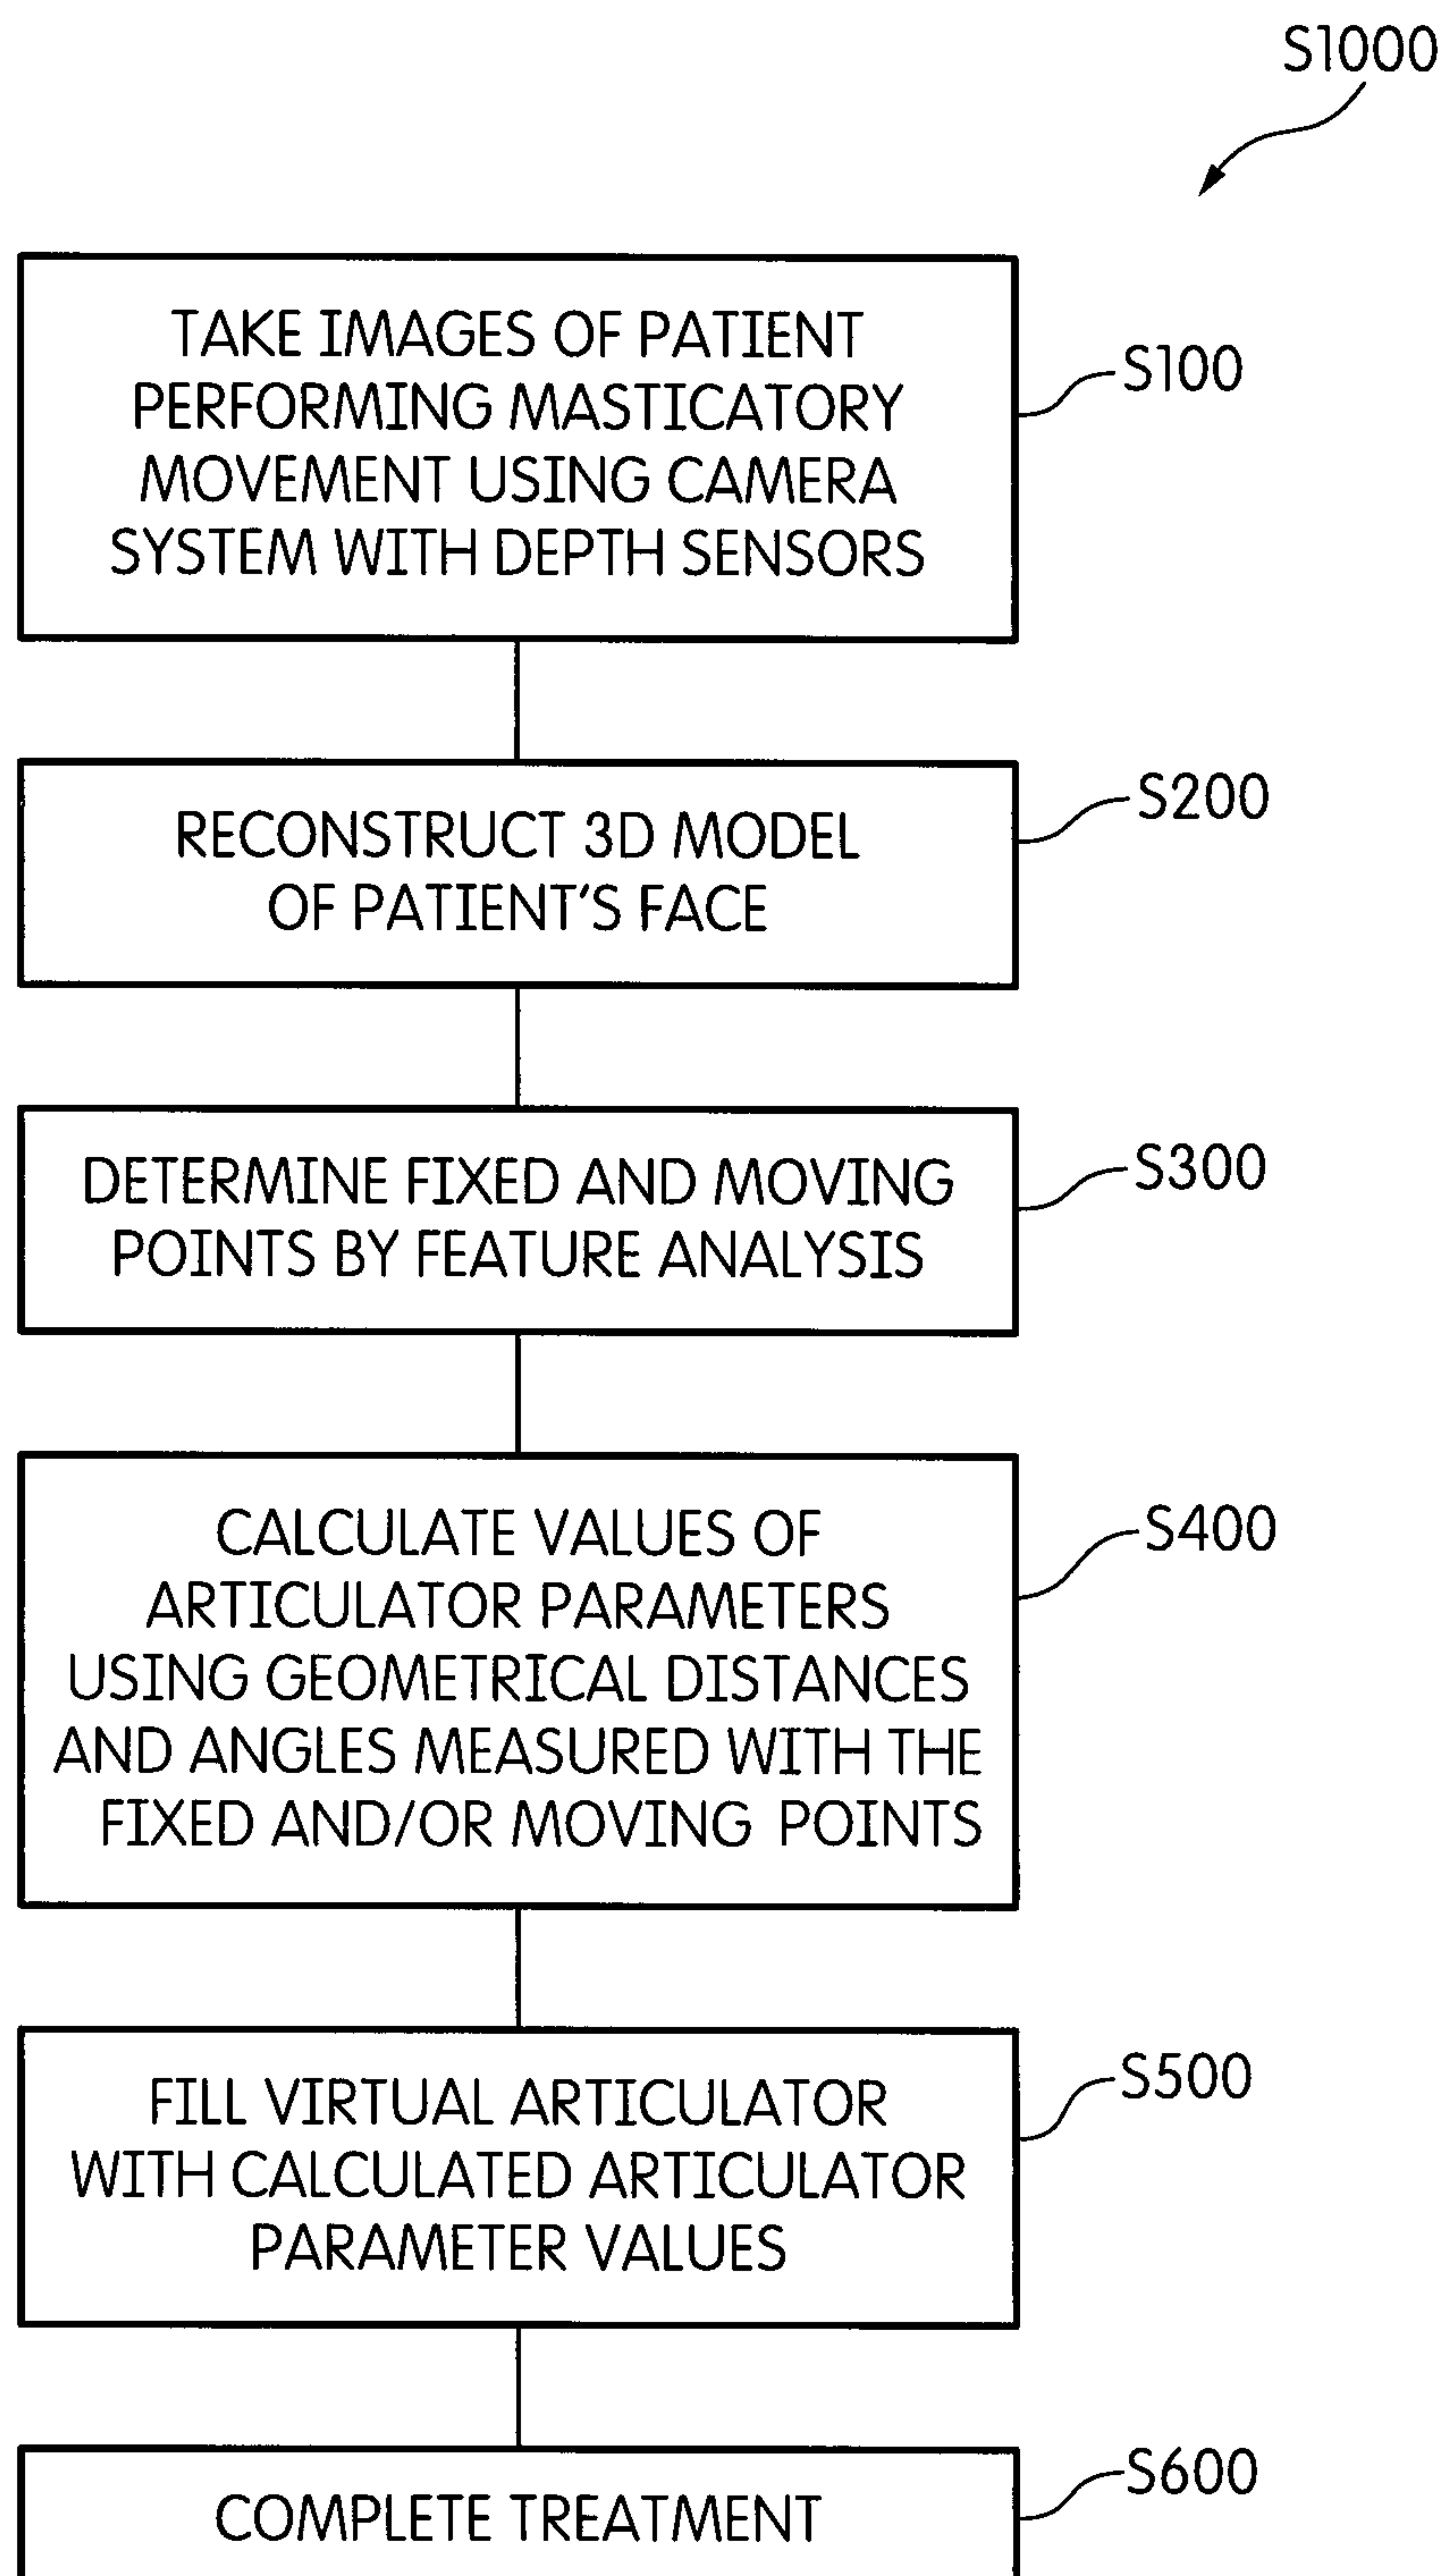 S1000
TAKE IMAGES OF PATIENT
PERFORMING MASTICATORY
MOVEMENT USING CAMERA
SYSTEM WITH DEPTH SENSORS
S100
RECONSTRUCT 3D MODEL
OF PATIENT'S FACE
S200
DETERMINE FIXED AND MOVING
POINTS BY FEATURE ANALYSIS
S300
CALCULATE VALUES OF
ARTICULATOR PARAMETERS
USING GEOMETRICAL DISTANCES
AND ANGLES MEASURED WITH THE
FIXED AND/OR MOVING POINTS
S400
FILL VIRTUAL ARTICULATOR
WITH CALCULATED ARTICULATOR
PARAMETER VALUES
S500
COMPLETE TREATMENT
S600